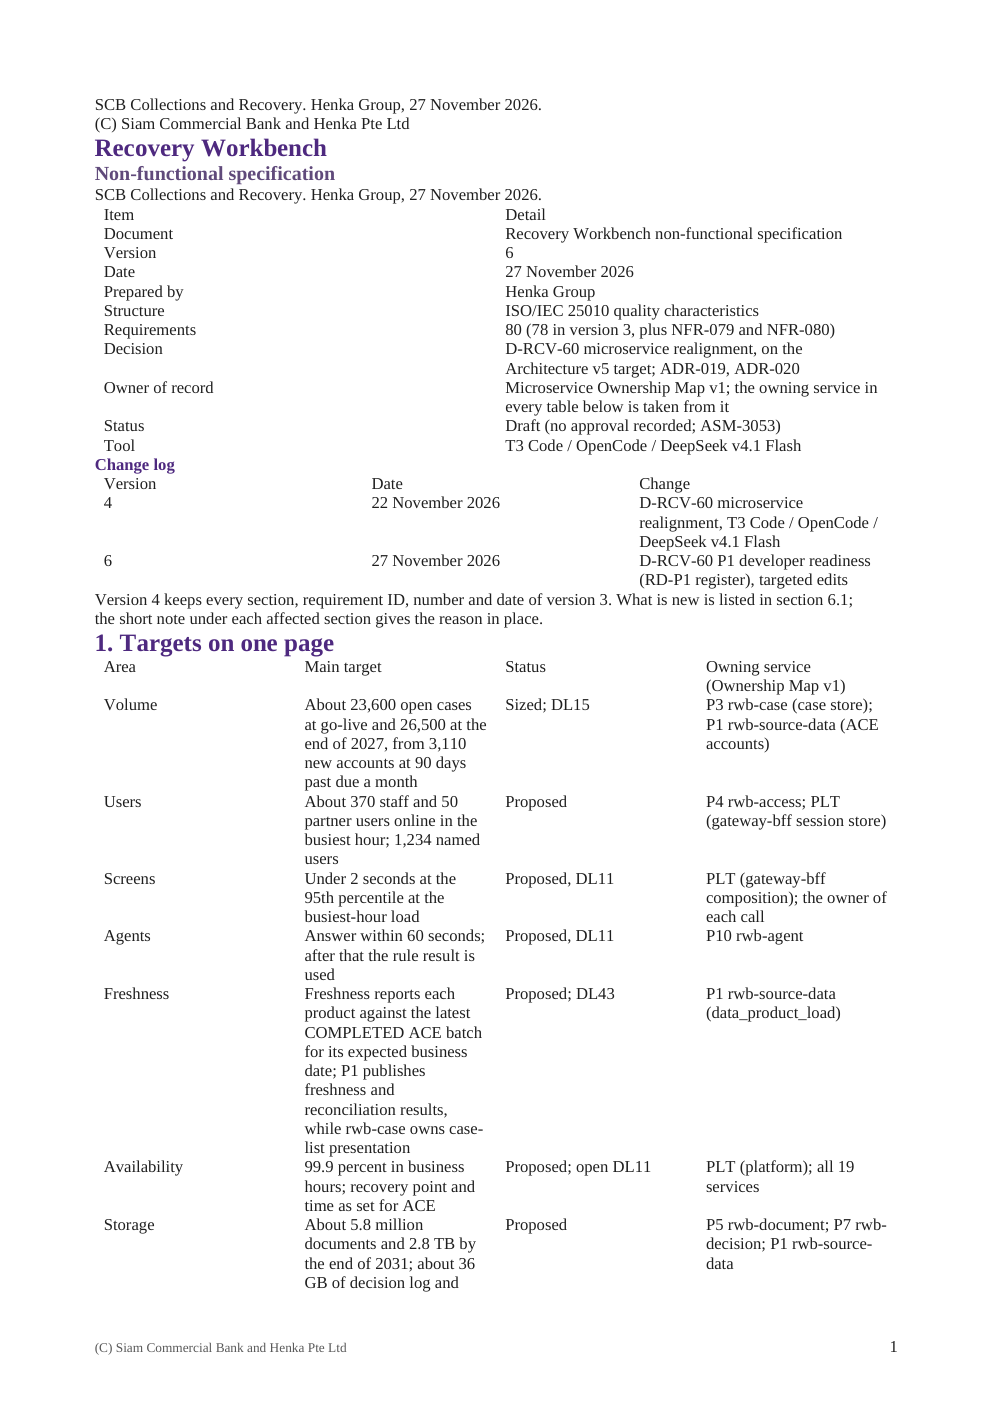 SCB Collections and Recovery. Henka Group, 27 November 2026.
(C) Siam Commercial Bank and Henka Pte Ltd
Recovery Workbench
Non-functional specification
SCB Collections and Recovery. Henka Group, 27 November 2026.
Item Detail
Document Recovery Workbench non-functional specification
Version 6
Date 27 November 2026
Prepared by Henka Group
Structure ISO/IEC 25010 quality characteristics
Requirements 80 (78 in version 3, plus NFR-079 and NFR-080)
Decision D-RCV-60 microservice realignment, on the
Architecture v5 target; ADR-019, ADR-020
Owner of record Microservice Ownership Map v1; the owning service in
every table below is taken from it
Status Draft (no approval recorded; ASM-3053)
Tool T3 Code / OpenCode / DeepSeek v4.1 Flash
Change log
Version Date Change
4 22 November 2026 D-RCV-60 microservice
realignment, T3 Code / OpenCode /
DeepSeek v4.1 Flash
6 27 November 2026 D-RCV-60 P1 developer readiness
(RD-P1 register), targeted edits
Version 4 keeps every section, requirement ID, number and date of version 3. What is new is listed in section 6.1;
the short note under each affected section gives the reason in place.
1. Targets on one page
Area Main target Status Owning service
(Ownership Map v1)
Volume About 23,600 open cases Sized; DL15 P3 rwb-case (case store);
at go-live and 26,500 at the P1 rwb-source-data (ACE
end of 2027, from 3,110 accounts)
new accounts at 90 days
past due a month
Users About 370 staff and 50 Proposed P4 rwb-access; PLT
partner users online in the (gateway-bff session store)
busiest hour; 1,234 named
users
Screens Under 2 seconds at the Proposed, DL11 PLT (gateway-bff
95th percentile at the composition); the owner of
busiest-hour load each call
Agents Answer within 60 seconds; Proposed, DL11 P10 rwb-agent
after that the rule result is
used
Freshness Freshness reports each Proposed; DL43 P1 rwb-source-data
product against the latest (data_product_load)
COMPLETED ACE batch
for its expected business
date; P1 publishes
freshness and
reconciliation results,
while rwb-case owns case-
list presentation
Availability 99.9 percent in business Proposed; open DL11 PLT (platform); all 19
hours; recovery point and services
time as set for ACE
Storage About 5.8 million Proposed P5 rwb-document; P7 rwb-
documents and 2.8 TB by decision; P1 rwb-source-
the end of 2031; about 36 data
GB of decision log and
(C) Siam Commercial Bank and Henka Pte Ltd 1